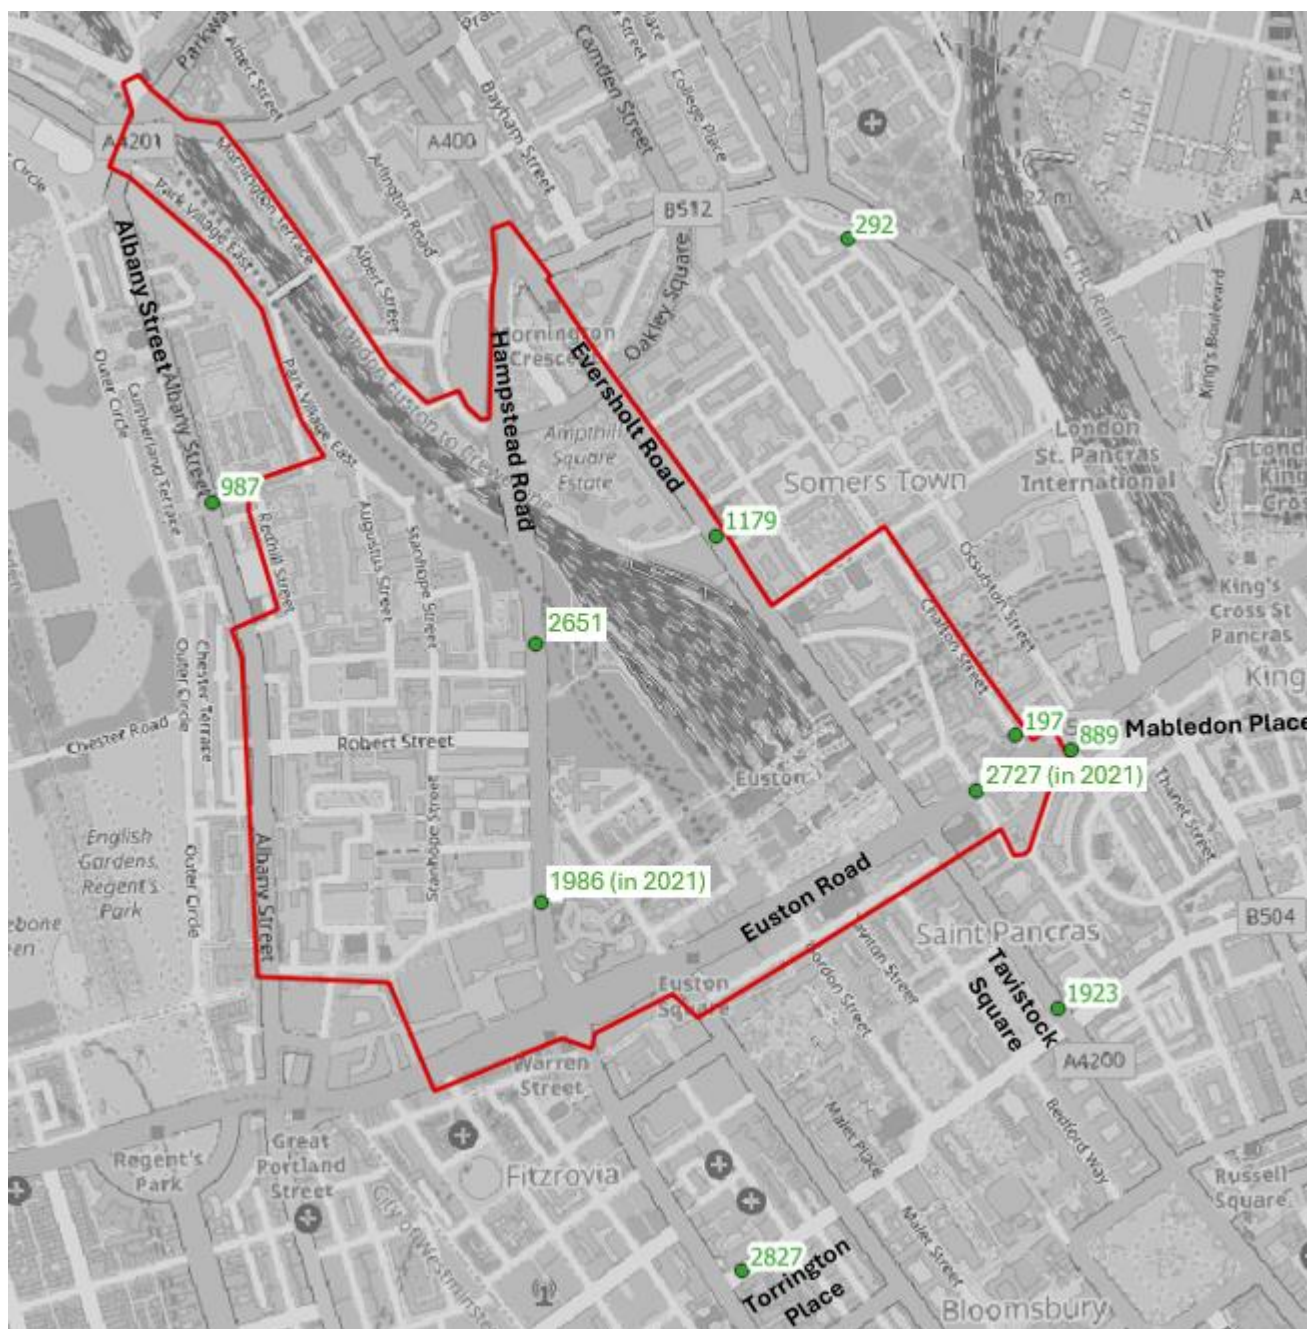 Parkway
Albert Street
Camden Street
College Place
Bayham Street
A4201
A400
Mornington Terrace
Arlington Road
B512
Park Village East
Albert Street
292
Albany Street
Oakley Square
Crescent
Hampstead Road
Eversholt Road
King's Boulevard
Outer Circle
Cumberland Terrace
Albany Street
Park Village East
Ampthill
Square
Estate
London
St. Pancras
International
Somers Town
987
Redhill Street
Augustus Street
Stanhope Street
1179
Ossulston Street
King's
Cross St
Pancras
Charlton Street
2651
Chester Terrace
Outer Circle
Chester Road
Robert Street
197
889
Mabledon Place
2727 (in 2021)
Euston
Thanet Street
Stanhope Street
English
Gardens,
Regent's
Park
Outer Circle
Albany Street
1986 (in 2021)
Euston Road
B504
Saint Pancras
Gordon Street
Euston
Square
Tavistock
Square
1923
A4200
Warren
Street
Malet Place
Bedford Way
Great
Portland
Street
Regent's
Park
Fitzrovia
Russell
Square
Malet Street
2827
Torrington
Place
Bloomsbury